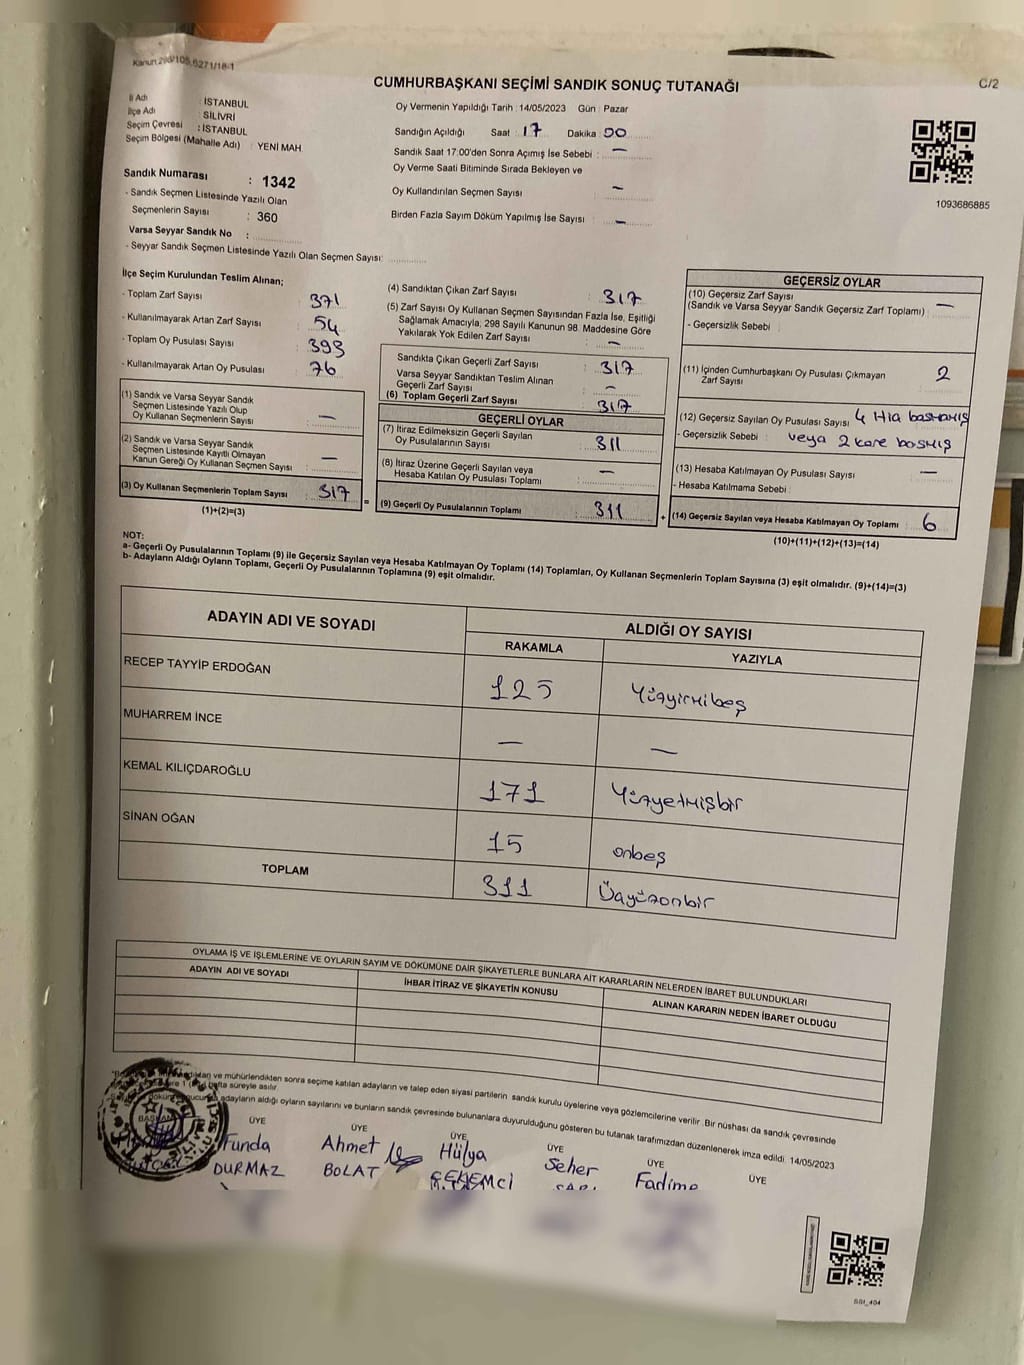 Kanun 298/105,6271/18-1
CUMHURBAŞKANI SEÇİMİ SANDIK SONUÇ TUTANAĞI
C/2
İl Adı : İSTANBUL
İlçe Adı : SİLİVRİ
Seçim Çevresi : İSTANBUL
Seçim Bölgesi (Mahalle Adı) : YENİ MAH.
Oy Vermenin Yapıldığı Tarih : 14/05/2023 Gün : Pazar
Sandığın Açıldığı Saat : 17 Dakika : 00
Sandık Saat 17:00'den Sonra Açımış İse Sebebi : —
Oy Verme Saati Bitiminde Sırada Bekleyen ve
Oy Kullandırılan Seçmen Sayısı : —
Birden Fazla Sayım Döküm Yapılmış İse Sayısı : —
1093686885
Sandık Numarası : 1342
- Sandık Seçmen Listesinde Yazılı Olan
Seçmenlerin Sayısı : 360
Varsa Seyyar Sandık No :
- Seyyar Sandık Seçmen Listesinde Yazılı Olan Seçmen Sayısı:
İlçe Seçim Kurulundan Teslim Alınan;
- Toplam Zarf Sayısı : 371
- Kullanılmayarak Artan Zarf Sayısı : 54
- Toplam Oy Pusulası Sayısı : 393
- Kullanılmayarak Artan Oy Pusulası : 76
(1) Sandık ve Varsa Seyyar Sandık
Seçmen Listesinde Yazılı Olup
Oy Kullanan Seçmenlerin Sayısı : —
(2) Sandık ve Varsa Seyyar Sandık
Seçmen Listesinde Kayıtlı Olmayan
Kanun Gereği Oy Kullanan Seçmen Sayısı : —
(3) Oy Kullanan Seçmenlerin Toplam Sayısı : 317
(1)+(2)=(3)
(4) Sandıktan Çıkan Zarf Sayısı : 317
(5) Zarf Sayısı Oy Kullanan Seçmen Sayısından Fazla İse, Eşitliği
Sağlamak Amacıyla, 298 Sayılı Kanunun 98. Maddesine Göre
Yakılarak Yok Edilen Zarf Sayısı : —
Sandıkta Çıkan Geçerli Zarf Sayısı : 317
Varsa Seyyar Sandıktan Teslim Alınan
Geçerli Zarf Sayısı : —
(6) Toplam Geçerli Zarf Sayısı : 317
GEÇERLİ OYLAR
(7) İtiraz Edilmeksizin Geçerli Sayılan
Oy Pusulalarının Sayısı : 311
(8) İtiraz Üzerine Geçerli Sayılan veya
Hesaba Katılan Oy Pusulası Toplamı : —
= (9) Geçerli Oy Pusulalarının Toplamı : 311
GEÇERSİZ OYLAR
(10) Geçersiz Zarf Sayısı
(Sandık ve Varsa Seyyar Sandık Geçersiz Zarf Toplamı) : —
- Geçersizlik Sebebi :
(11) İçinden Cumhurbaşkanı Oy Pusulası Çıkmayan
Zarf Sayısı : 2
(12) Geçersiz Sayılan Oy Pusulası Sayısı : 4 Hiç basmamış
- Geçersizlik Sebebi : veya 2 kere basmış
(13) Hesaba Katılmayan Oy Pusulası Sayısı : —
- Hesaba Katılmama Sebebi :
+ (14) Geçersiz Sayılan veya Hesaba Katılmayan Oy Toplamı : 6
(10)+(11)+(12)+(13)=(14)
NOT:
a- Geçerli Oy Pusulalarının Toplamı (9) ile Geçersiz Sayılan veya Hesaba Katılmayan Oy Toplamı (14) Toplamları, Oy Kullanan Seçmenlerin Toplam Sayısına (3) eşit olmalıdır. (9)+(14)=(3)
b- Adayların Aldığı Oyların Toplamı, Geçerli Oy Pusulalarının Toplamına (9) eşit olmalıdır.
ADAYIN ADI VE SOYADI
ALDIĞI OY SAYISI
RAKAMLA YAZIYLA
RECEP TAYYİP ERDOĞAN 125 Yüzyirmibeş
MUHARREM İNCE — —
KEMAL KILIÇDAROĞLU 171 Yüzyetmişbir
SİNAN OĞAN 15 onbeş
TOPLAM 311 Üçyüzonbir
OYLAMA İŞ VE İŞLEMLERİNE VE OYLARIN SAYIM VE DÖKÜMÜNE DAİR ŞİKAYETLERLE BUNLARA AİT KARARLARIN NELERDEN İBARET BULUNDUKLARI
ADAYIN ADI VE SOYADI İHBAR İTİRAZ VE ŞİKAYETİN KONUSU ALINAN KARARIN NEDEN İBARET OLDUĞU
ve mühürlendikten sonra seçime katılan adayların ve talep eden siyasi partilerin sandık kurulu üyelerine veya gözlemcilerine verilir. Bir nüshası da sandık çevresinde
hafta süreyle asılır.
adayların aldığı oyların sayılarını ve bunların sandık çevresinde bulunanlara duyurulduğunu gösteren bu tutanak tarafımızdan düzenlenerek imza edildi. 14/05/2023
BAŞKAN ÜYE ÜYE ÜYE ÜYE ÜYE ÜYE
Funda Ahmet Hülya Seher Fadime
DURMAZ BOLAT